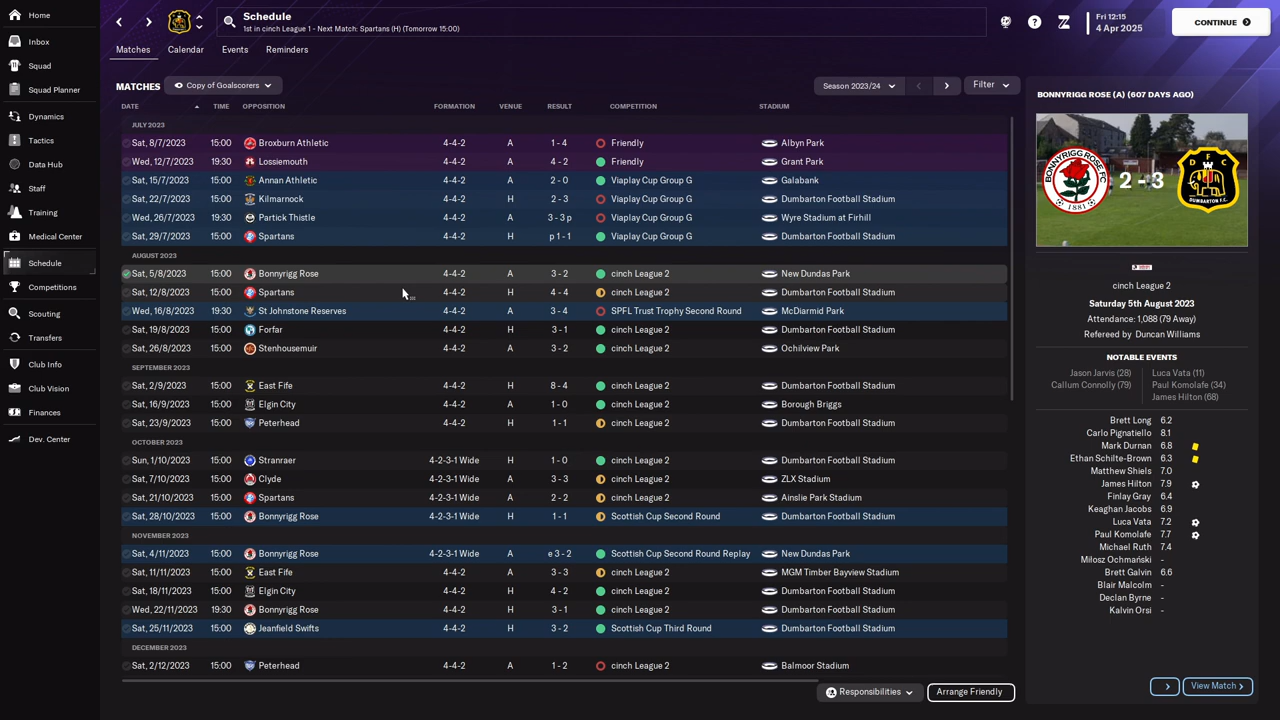 Home
Inbox
Squad
Squad Planner
Dynamics
Tactics
Data Hub
Staff
Training
Medical Center
Schedule
Competitions
Scouting
Transfers
Club Info
Club Vision
Finances
Dev. Center
Schedule
1st in cinch League 1 - Next Match: Spartans (H) (Tomorrow 15:00)
Fri 12:15
4 Apr 2025
CONTINUE
Matches Calendar Events Reminders
MATCHES Copy of Goalscorers Season 2023/24 Filter
DATE TIME OPPOSITION FORMATION VENUE RESULT COMPETITION STADIUM
JULY 2023
Sat, 8/7/2023 15:00 Broxburn Athletic 4-4-2 A 1 - 4 Friendly Albyn Park
Wed, 12/7/2023 19:30 Lossiemouth 4-4-2 A 4 - 2 Friendly Grant Park
Sat, 15/7/2023 15:00 Annan Athletic 4-4-2 A 2 - 0 Viaplay Cup Group G Galabank
Sat, 22/7/2023 15:00 Kilmarnock 4-4-2 H 2 - 3 Viaplay Cup Group G Dumbarton Football Stadium
Wed, 26/7/2023 19:30 Partick Thistle 4-4-2 A 3 - 3 p Viaplay Cup Group G Wyre Stadium at Firhill
Sat, 29/7/2023 15:00 Spartans 4-4-2 H p 1 - 1 Viaplay Cup Group G Dumbarton Football Stadium
AUGUST 2023
Sat, 5/8/2023 15:00 Bonnyrigg Rose 4-4-2 A 3 - 2 cinch League 2 New Dundas Park
Sat, 12/8/2023 15:00 Spartans 4-4-2 H 4 - 4 cinch League 2 Dumbarton Football Stadium
Wed, 16/8/2023 19:30 St Johnstone Reserves 4-4-2 A 3 - 4 SPFL Trust Trophy Second Round McDiarmid Park
Sat, 19/8/2023 15:00 Forfar 4-4-2 H 3 - 1 cinch League 2 Dumbarton Football Stadium
Sat, 26/8/2023 15:00 Stenhousemuir 4-4-2 A 3 - 2 cinch League 2 Ochilview Park
SEPTEMBER 2023
Sat, 2/9/2023 15:00 East Fife 4-4-2 H 8 - 4 cinch League 2 Dumbarton Football Stadium
Sat, 16/9/2023 15:00 Elgin City 4-4-2 A 1 - 0 cinch League 2 Borough Briggs
Sat, 23/9/2023 15:00 Peterhead 4-4-2 H 1 - 1 cinch League 2 Dumbarton Football Stadium
OCTOBER 2023
Sun, 1/10/2023 15:00 Stranraer 4-2-3-1 Wide H 1 - 0 cinch League 2 Dumbarton Football Stadium
Sat, 7/10/2023 15:00 Clyde 4-2-3-1 Wide A 3 - 3 cinch League 2 ZLX Stadium
Sat, 21/10/2023 15:00 Spartans 4-2-3-1 Wide A 2 - 2 cinch League 2 Ainslie Park Stadium
Sat, 28/10/2023 15:00 Bonnyrigg Rose 4-2-3-1 Wide H 1 - 1 Scottish Cup Second Round Dumbarton Football Stadium
NOVEMBER 2023
Sat, 4/11/2023 15:00 Bonnyrigg Rose 4-2-3-1 Wide A e 3 - 2 Scottish Cup Second Round Replay New Dundas Park
Sat, 11/11/2023 15:00 East Fife 4-4-2 A 3 - 3 cinch League 2 MGM Timber Bayview Stadium
Sat, 18/11/2023 15:00 Elgin City 4-4-2 H 4 - 2 cinch League 2 Dumbarton Football Stadium
Wed, 22/11/2023 19:30 Bonnyrigg Rose 4-4-2 H 3 - 1 cinch League 2 Dumbarton Football Stadium
Sat, 25/11/2023 15:00 Jeanfield Swifts 4-4-2 H 3 - 2 Scottish Cup Third Round Dumbarton Football Stadium
DECEMBER 2023
Sat, 2/12/2023 15:00 Peterhead 4-4-2 A 1 - 2 cinch League 2 Balmoor Stadium
Responsibilities Arrange Friendly
BONNYRIGG ROSE (A) (607 DAYS AGO)
BONNYRIGG ROSE FC
1881
2 - 3
D F C
DUMBARTON F.C.
cinch League 2
Saturday 5th August 2023
Attendance: 1,088 (79 Away)
Refereed by Duncan Williams
NOTABLE EVENTS
Jason Jarvis (28) Luca Vata (11)
Callum Connolly (79) Paul Komolafe (34)
James Hilton (68)
Brett Long 6.2
Carlo Pignatiello 8.1
Mark Durnan 6.8
Ethan Schilte-Brown 6.3
Matthew Shiels 7.0
James Hilton 7.9
Finlay Gray 6.4
Keaghan Jacobs 6.9
Luca Vata 7.2
Paul Komolafe 7.7
Michael Ruth 7.4
Miłosz Ochmański -
Brett Galvin 6.6
Blair Malcolm -
Declan Byrne -
Kalvin Orsi -
View Match